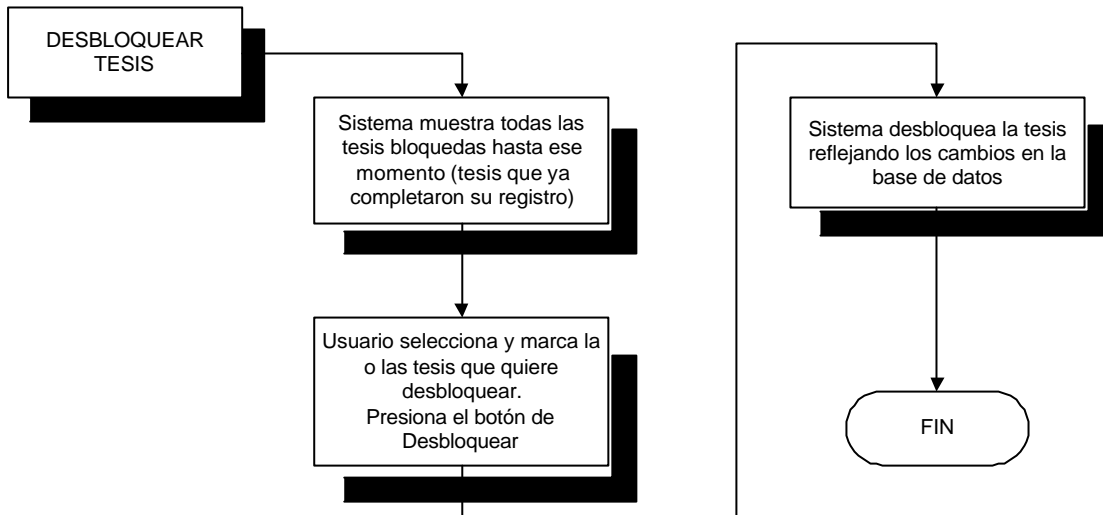 DESBLOQUEAR
TESIS
Sistema muestra todas las
tesis bloquedas hasta ese
momento (tesis que ya
completaron su registro)
Usuario selecciona y marca la
o las tesis que quiere
desbloquear.
Presiona el botón de
Desbloquear
Sistema desbloquea la tesis
reflejando los cambios en la
base de datos
FIN